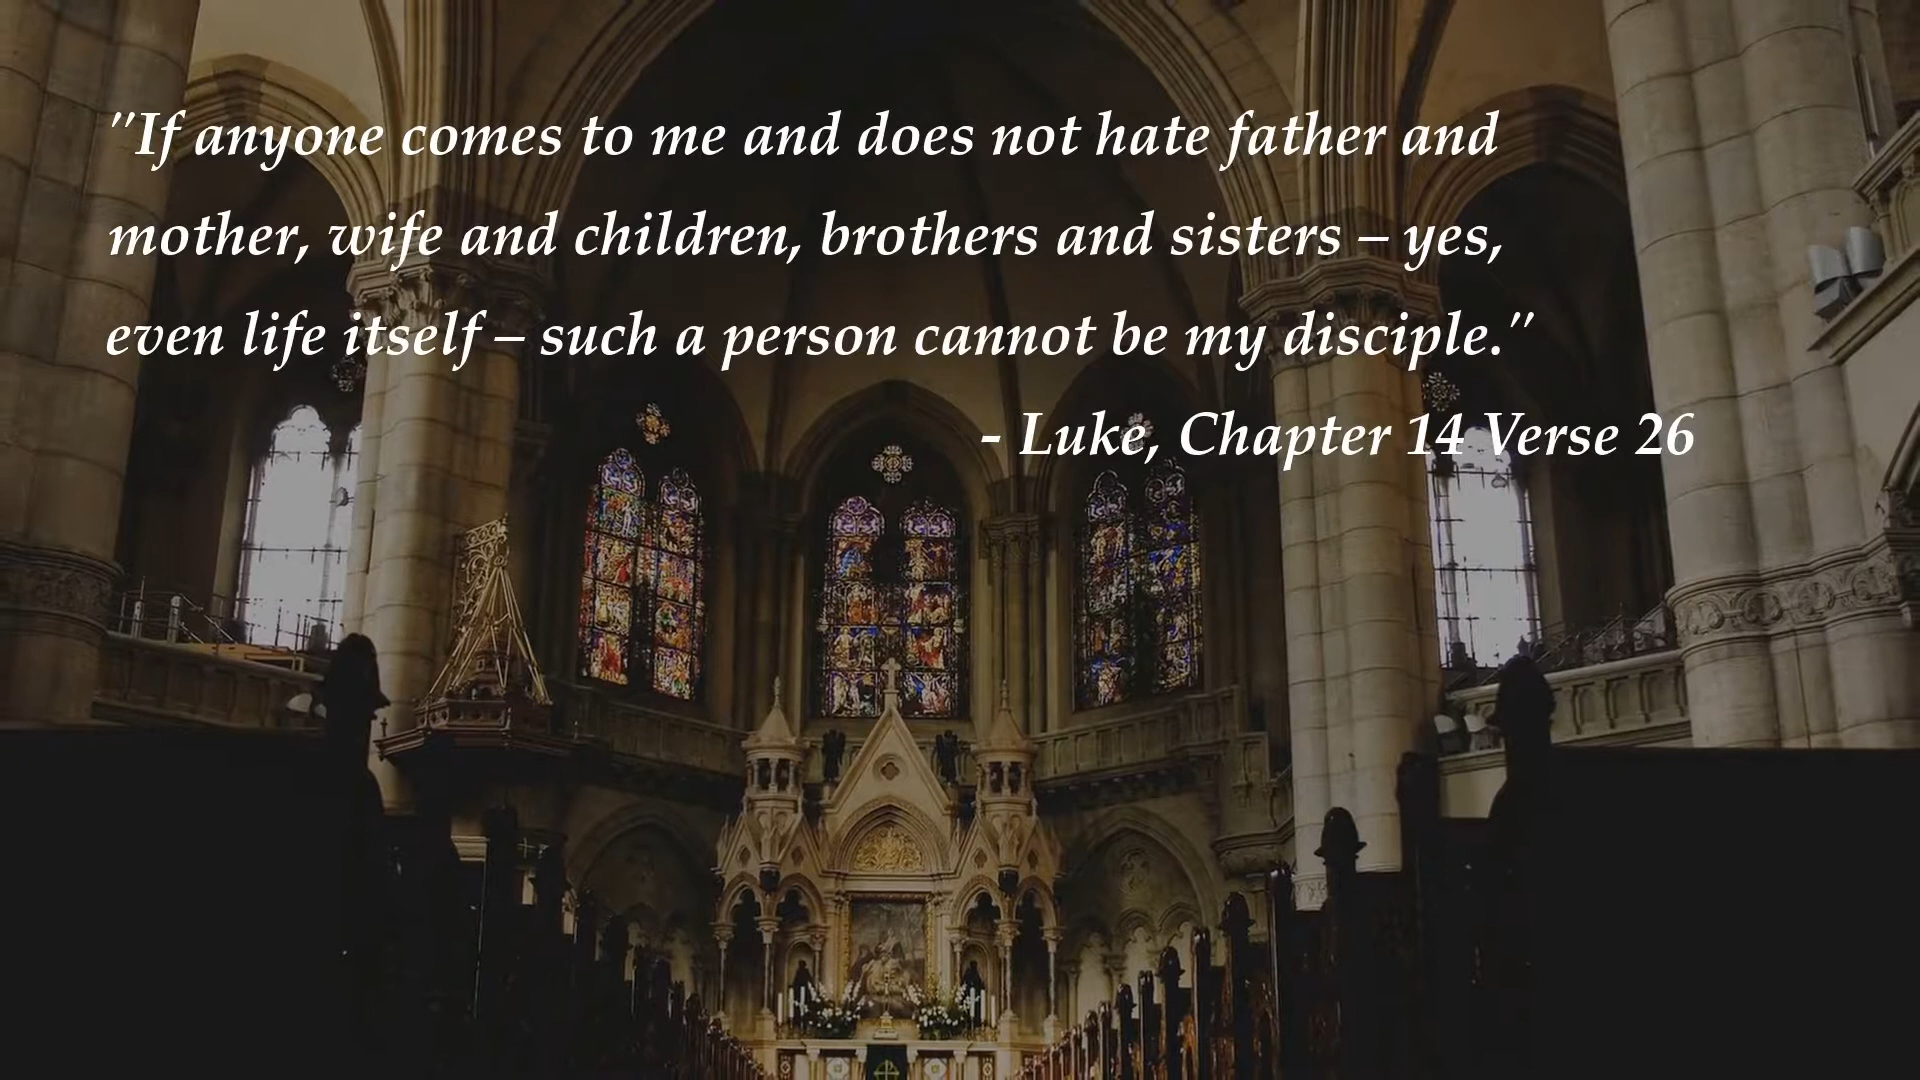 "If anyone comes to me and does not hate father and
mother, wife and children, brothers and sisters – yes,
even life itself – such a person cannot be my disciple."
- Luke, Chapter 14 Verse 26